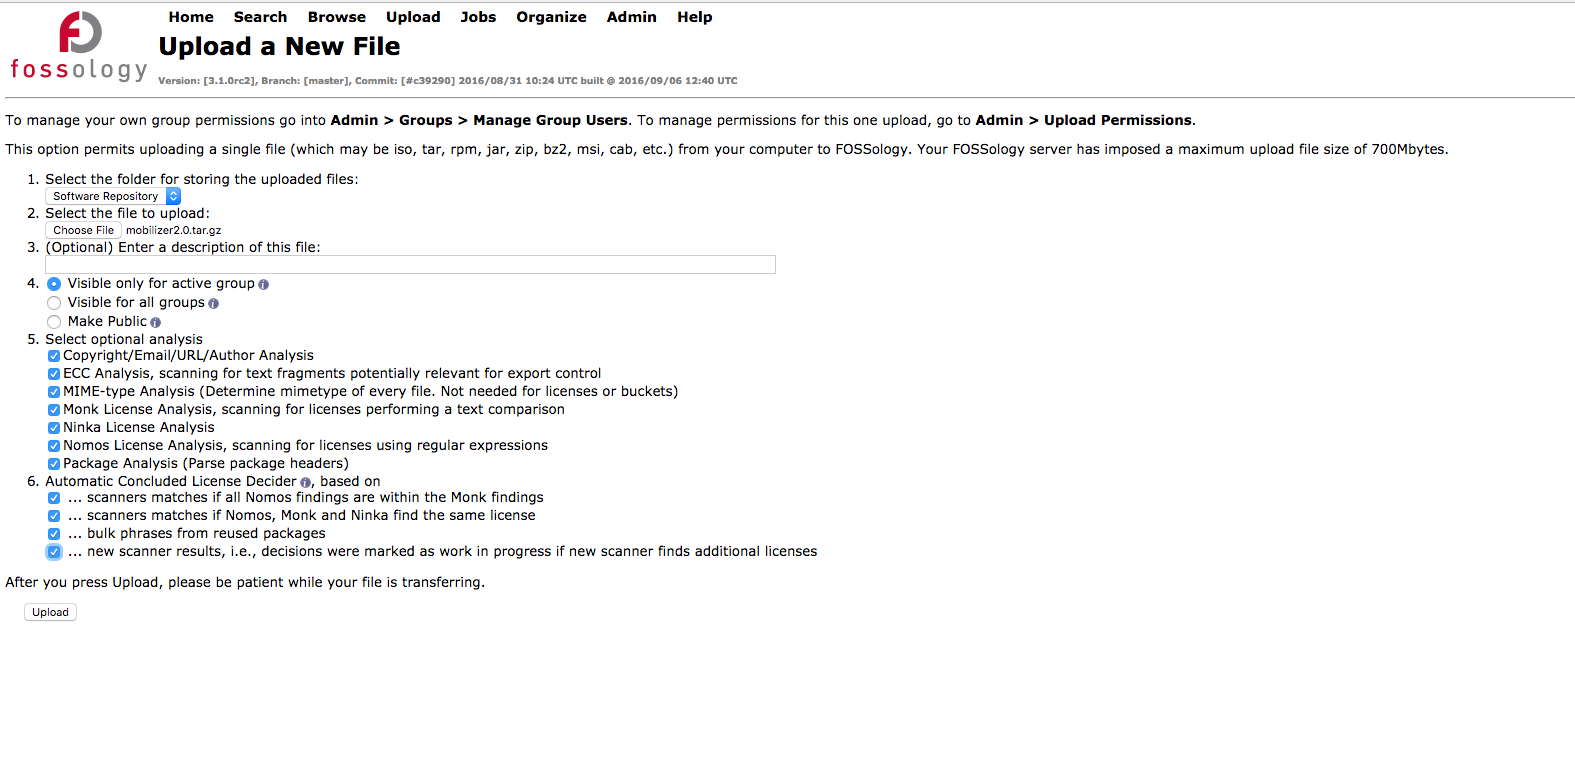 Home Search Browse Upload Jobs Organize Admin Help
Upload a New File
fossology
Version: [3.1.0rc2], Branch: [master], Commit: [#c39290] 2016/08/31 10:24 UTC built @ 2016/09/06 12:40 UTC
To manage your own group permissions go into Admin > Groups > Manage Group Users. To manage permissions for this one upload, go to Admin > Upload Permissions.
This option permits uploading a single file (which may be iso, tar, rpm, jar, zip, bz2, msi, cab, etc.) from your computer to FOSSology. Your FOSSology server has imposed a maximum upload file size of 700Mbytes.
1. Select the folder for storing the uploaded files:
Software Repository
2. Select the file to upload:
Choose File mobilizer2.0.tar.gz
3. (Optional) Enter a description of this file:
4. Visible only for active group i
Visible for all groups i
Make Public i
5. Select optional analysis
Copyright/Email/URL/Author Analysis
ECC Analysis, scanning for text fragments potentially relevant for export control
MIME-type Analysis (Determine mimetype of every file. Not needed for licenses or buckets)
Monk License Analysis, scanning for licenses performing a text comparison
Ninka License Analysis
Nomos License Analysis, scanning for licenses using regular expressions
Package Analysis (Parse package headers)
6. Automatic Concluded License Decider i, based on
... scanners matches if all Nomos findings are within the Monk findings
... scanners matches if Nomos, Monk and Ninka find the same license
... bulk phrases from reused packages
... new scanner results, i.e., decisions were marked as work in progress if new scanner finds additional licenses
After you press Upload, please be patient while your file is transferring.
Upload